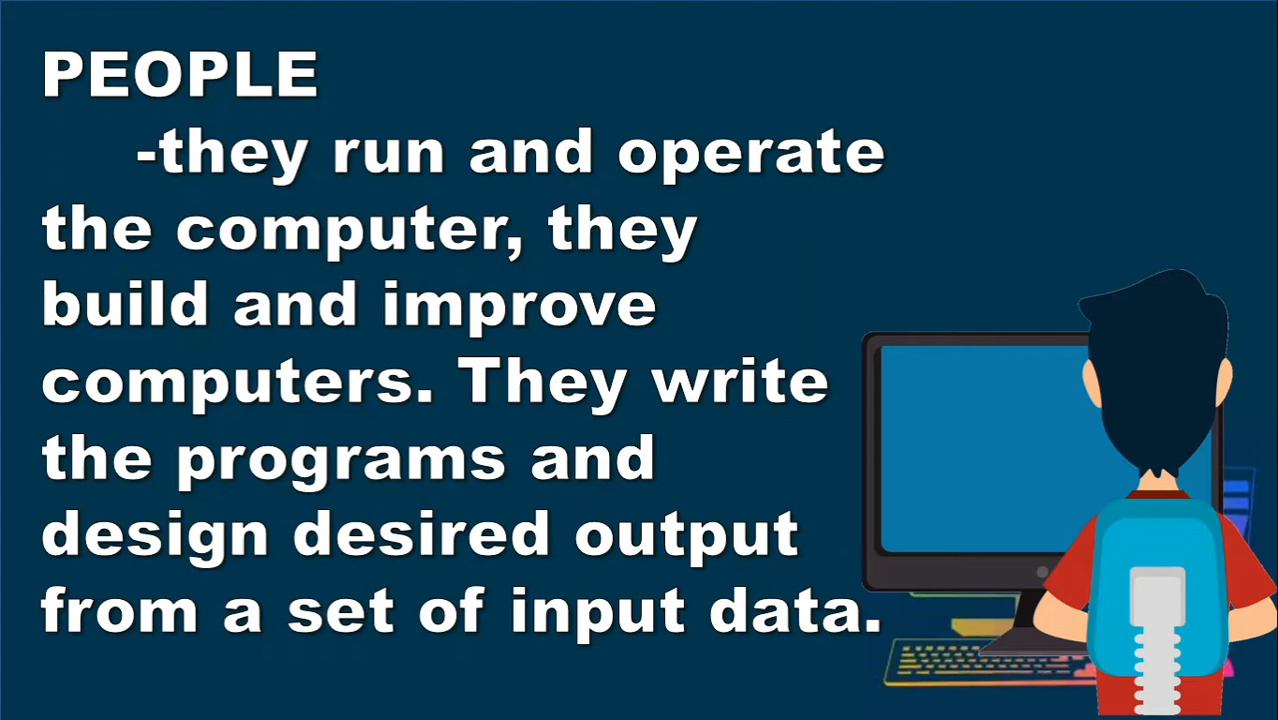 PEOPLE
-they run and operate
the computer, they
build and improve
computers. They write
the programs and
design desired output
from a set of input data.